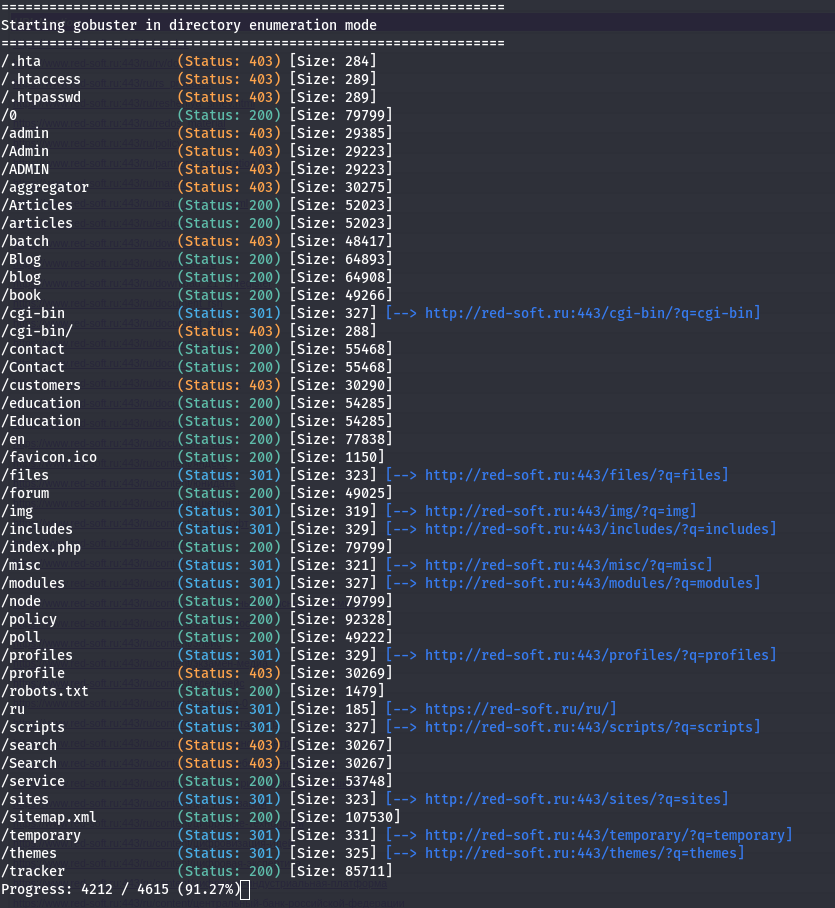 ===============================================================
Starting gobuster in directory enumeration mode
===============================================================
/.hta                 (Status: 403) [Size: 284]
/.htaccess            (Status: 403) [Size: 289]
/.htpasswd            (Status: 403) [Size: 289]
/0                    (Status: 200) [Size: 79799]
/admin                (Status: 403) [Size: 29385]
/Admin                (Status: 403) [Size: 29223]
/ADMIN                (Status: 403) [Size: 29223]
/aggregator           (Status: 403) [Size: 30275]
/Articles             (Status: 200) [Size: 52023]
/articles             (Status: 200) [Size: 52023]
/batch                (Status: 403) [Size: 48417]
/Blog                 (Status: 200) [Size: 64893]
/blog                 (Status: 200) [Size: 64908]
/book                 (Status: 200) [Size: 49266]
/cgi-bin              (Status: 301) [Size: 327] [--> http://red-soft.ru:443/cgi-bin/?q=cgi-bin]
/cgi-bin/             (Status: 403) [Size: 288]
/contact              (Status: 200) [Size: 55468]
/Contact              (Status: 200) [Size: 55468]
/customers            (Status: 403) [Size: 30290]
/education            (Status: 200) [Size: 54285]
/Education            (Status: 200) [Size: 54285]
/en                   (Status: 200) [Size: 77838]
/favicon.ico          (Status: 200) [Size: 1150]
/files                (Status: 301) [Size: 323] [--> http://red-soft.ru:443/files/?q=files]
/forum                (Status: 200) [Size: 49025]
/img                  (Status: 301) [Size: 319] [--> http://red-soft.ru:443/img/?q=img]
/includes             (Status: 301) [Size: 329] [--> http://red-soft.ru:443/includes/?q=includes]
/index.php            (Status: 200) [Size: 79799]
/misc                 (Status: 301) [Size: 321] [--> http://red-soft.ru:443/misc/?q=misc]
/modules              (Status: 301) [Size: 327] [--> http://red-soft.ru:443/modules/?q=modules]
/node                 (Status: 200) [Size: 79799]
/policy               (Status: 200) [Size: 92328]
/poll                 (Status: 200) [Size: 49222]
/profiles             (Status: 301) [Size: 329] [--> http://red-soft.ru:443/profiles/?q=profiles]
/profile              (Status: 403) [Size: 30269]
/robots.txt           (Status: 200) [Size: 1479]
/ru                   (Status: 301) [Size: 185] [--> https://red-soft.ru/ru/]
/scripts              (Status: 301) [Size: 327] [--> http://red-soft.ru:443/scripts/?q=scripts]
/search               (Status: 403) [Size: 30267]
/Search               (Status: 403) [Size: 30267]
/service              (Status: 200) [Size: 53748]
/sites                (Status: 301) [Size: 323] [--> http://red-soft.ru:443/sites/?q=sites]
/sitemap.xml          (Status: 200) [Size: 107530]
/temporary            (Status: 301) [Size: 331] [--> http://red-soft.ru:443/temporary/?q=temporary]
/themes               (Status: 301) [Size: 325] [--> http://red-soft.ru:443/themes/?q=themes]
/tracker              (Status: 200) [Size: 85711]
Progress: 4212 / 4615 (91.27%)